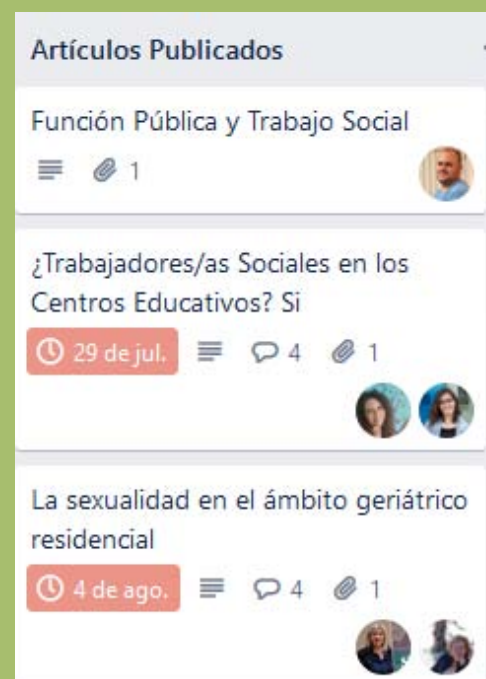 Artículos Publicados
Función Pública y Trabajo Social
1
¿Trabajadores/as Sociales en los
Centros Educativos? Si
29 de jul. 4 1
La sexualidad en el ámbito geriátrico
residencial
4 de ago. 4 1